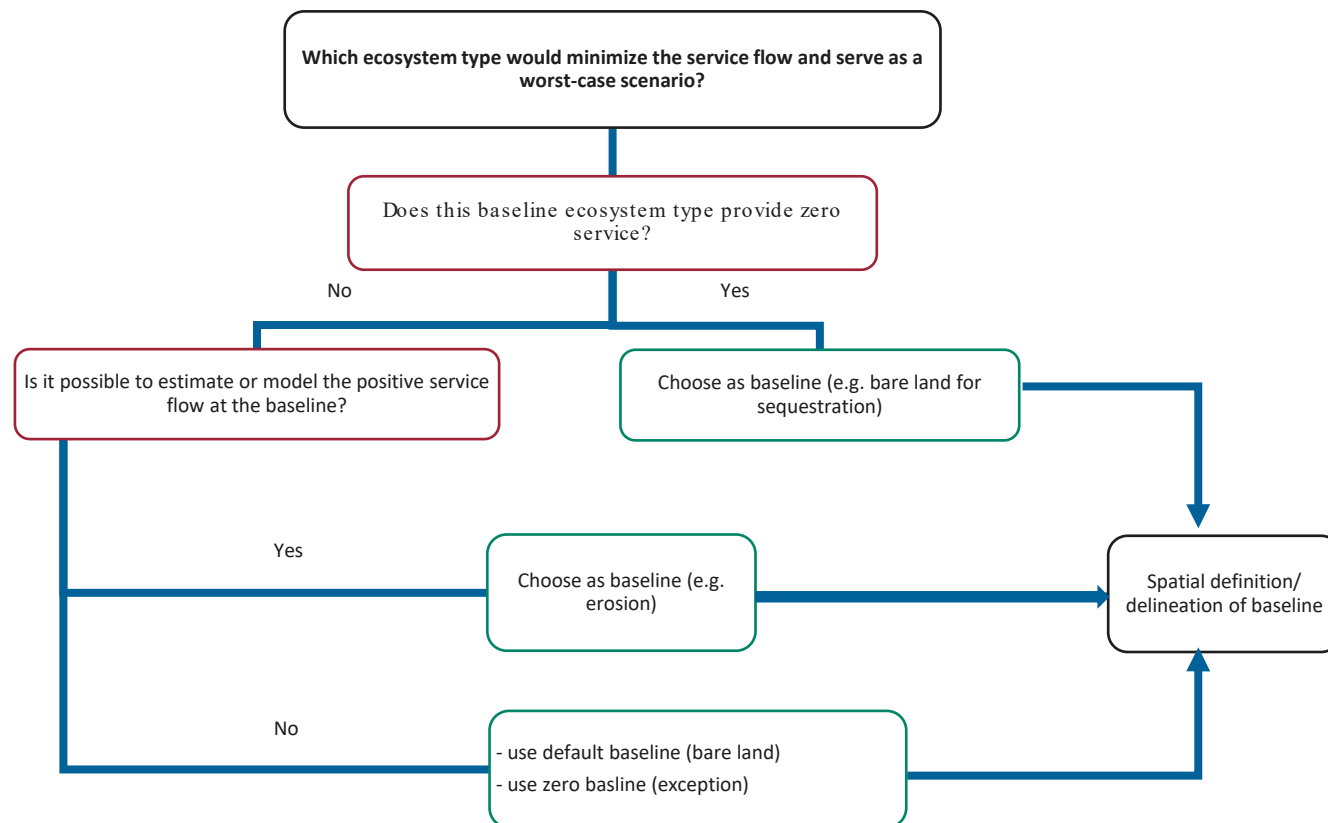 Which ecosystem type would minimize the service flow and serve as a
worst-case scenario?
Does this baseline ecosystem type provide zero
service?
No
Yes
Is it possible to estimate or model the positive service
flow at the baseline?
Choose as baseline (e.g. bare land for
sequestration)
Yes
Choose as baseline (e.g.
erosion)
Spatial definition/
delineation of baseline
No
- use default baseline (bare land)
- use zero basline (exception)